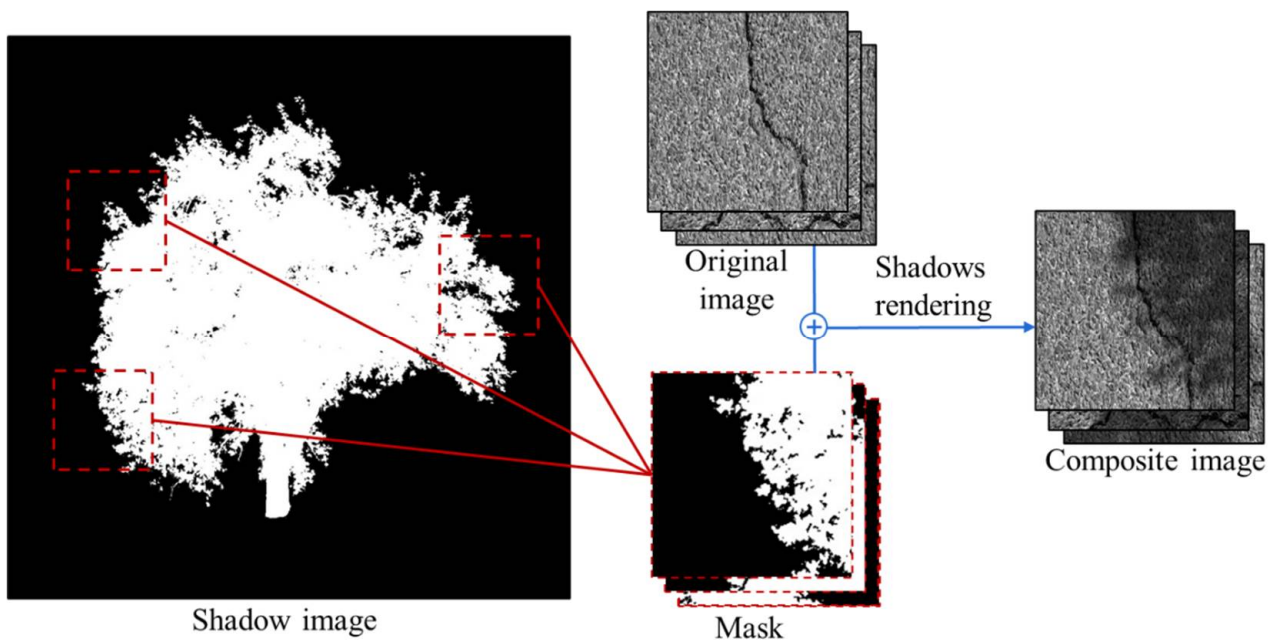 Original
image
Shadows
rendering
Composite image
Shadow image
Mask